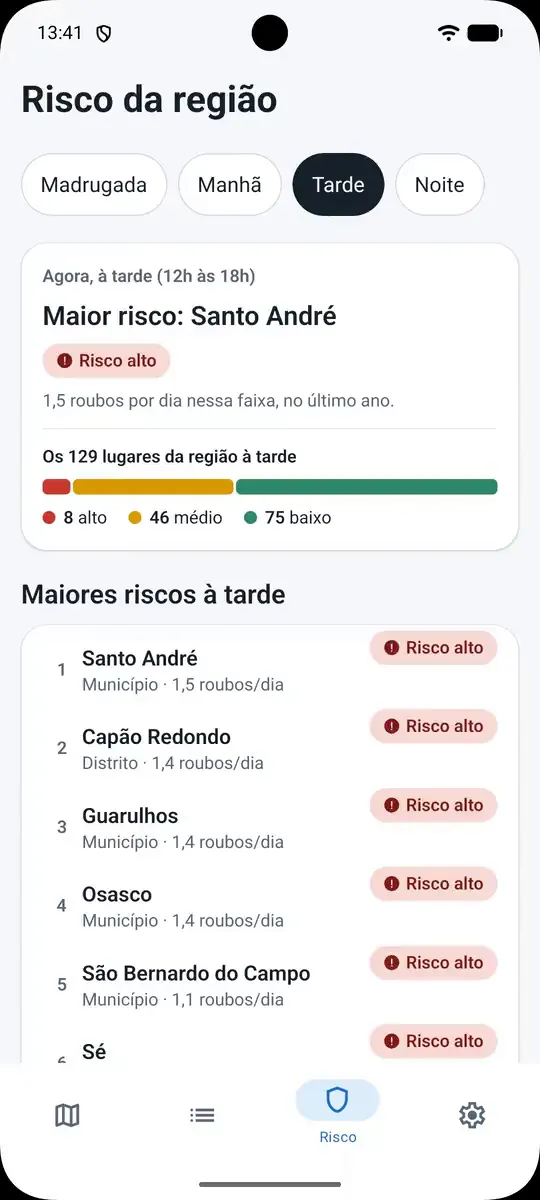 13:41
Risco da região
Madrugada Manhã Tarde Noite
Agora, à tarde (12h às 18h)
Maior risco: Santo André
Risco alto
1,5 roubos por dia nessa faixa, no último ano.
Os 129 lugares da região à tarde
8 alto 46 médio 75 baixo
Maiores riscos à tarde
1 Santo André Risco alto
Município · 1,5 roubos/dia
2 Capão Redondo Risco alto
Distrito · 1,4 roubos/dia
3 Guarulhos Risco alto
Município · 1,4 roubos/dia
4 Osasco Risco alto
Município · 1,4 roubos/dia
5 São Bernardo do Campo Risco alto
Município · 1,1 roubos/dia
6 Sé Risco alto
Risco